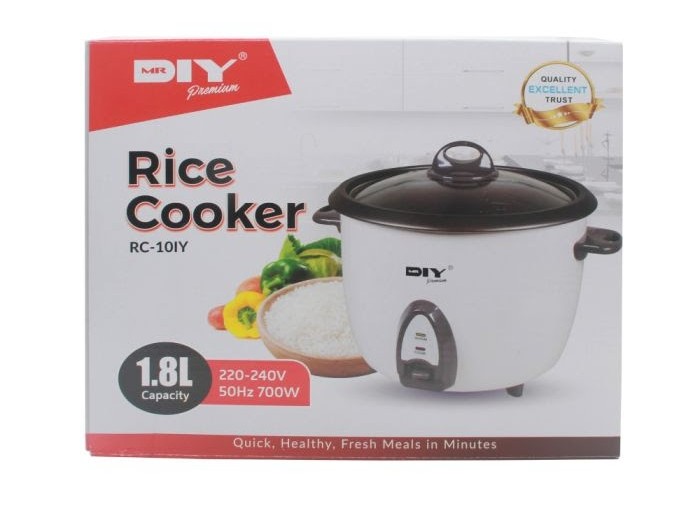 MR DIY®
Premium
QUALITY
EXCELLENT
TRUST
Rice
Cooker
RC-10IY
MR DIY®
Premium
1.8L
Capacity
220-240V
50Hz 700W
Quick, Healthy, Fresh Meals in Minutes